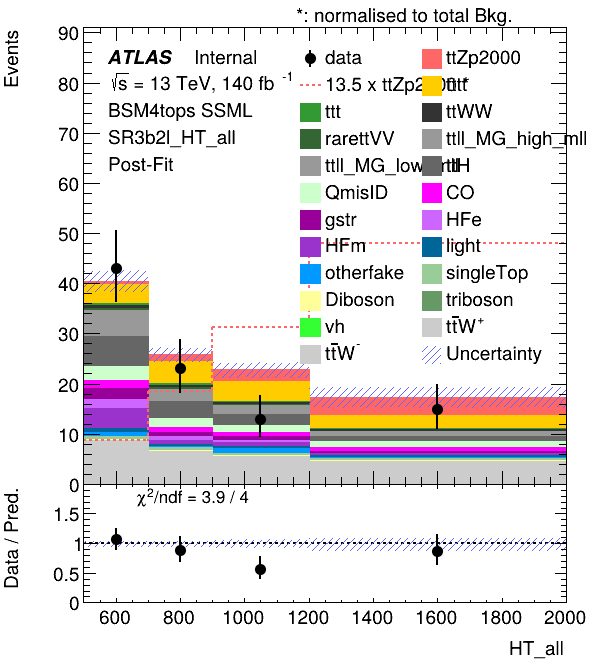 *: normalised to total Bkg.
Events
ATLAS Internal
√s = 13 TeV, 140 fb⁻¹
BSM4tops SSML
SR3b2l_HT_all
Post-Fit
data
ttZp2000
13.5 x ttZp2000 *
tttt
ttt
ttWW
rarettVV
ttll_MG_high_mll
ttll_MG_low_mll
ttH
QmisID
CO
gstr
HFe
HFm
light
otherfake
singleTop
Diboson
triboson
vh
tt̄W⁺
tt̄W⁻
Uncertainty
90
80
70
60
50
40
30
20
10
0
χ²/ndf = 3.9 / 4
Data / Pred.
1.5
1
0.5
0
600 800 1000 1200 1400 1600 1800 2000
HT_all